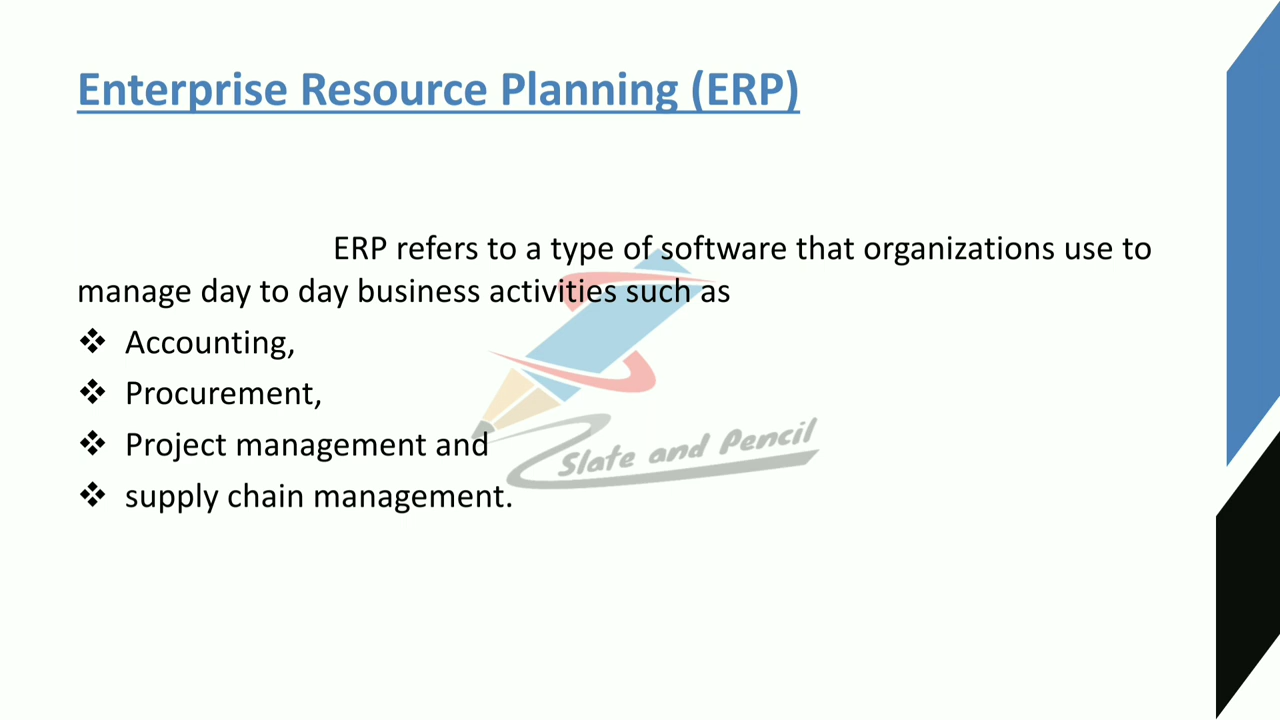 Enterprise Resource Planning (ERP)
ERP refers to a type of software that organizations use to
manage day to day business activities such as
❖ Accounting,
❖ Procurement,
❖ Project management and
❖ supply chain management.
Slate and Pencil